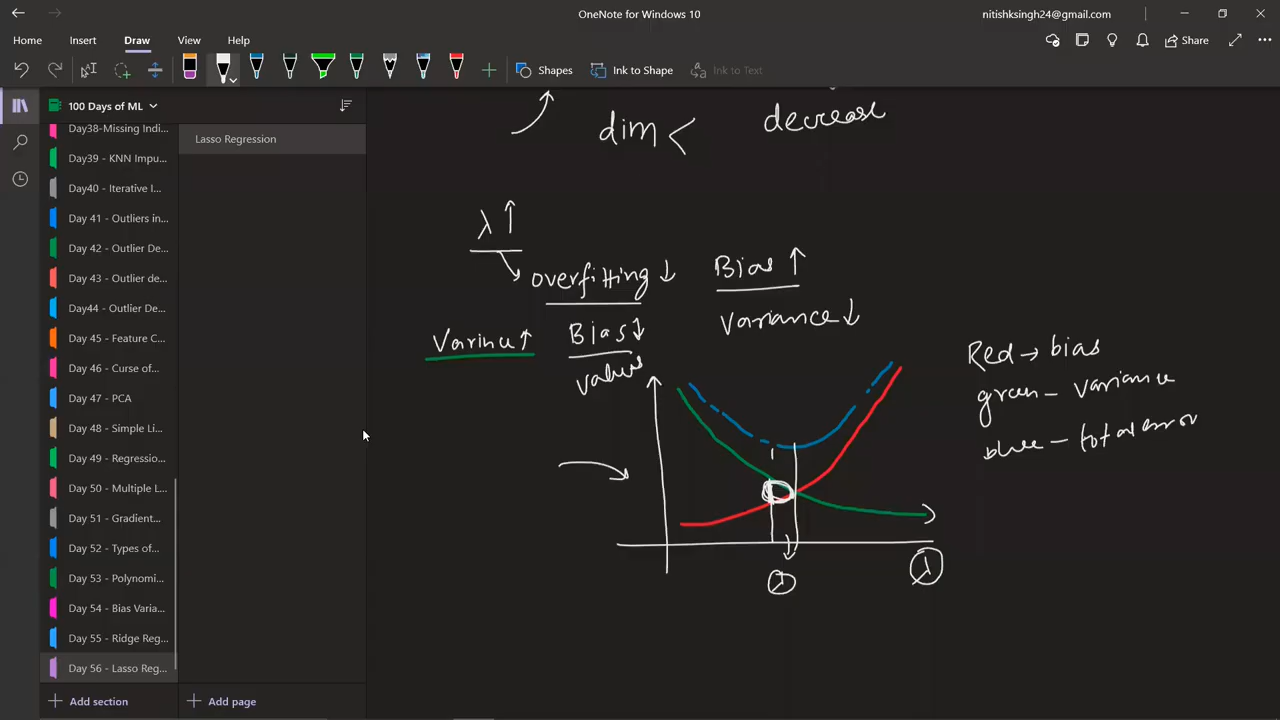 OneNote for Windows 10
nitishksingh24@gmail.com
Home
Insert
Draw
View
Help
Share
Shapes
Ink to Shape
Ink to Text
100 Days of ML
Day38-Missing Indi...
Day39 - KNN Impu...
Day40 - Iterative I...
Day 41 - Outliers in...
Day 42 - Outlier De...
Day 43 - Outlier de...
Day44 - Outlier De...
Day 45 - Feature C...
Day 46 - Curse of...
Day 47 - PCA
Day 48 - Simple Li...
Day 49 - Regressio...
Day 50 - Multiple L...
Day 51 - Gradient...
Day 52 - Types of...
Day 53 - Polynomi...
Day 54 - Bias Varia...
Day 55 - Ridge Reg...
Day 56 - Lasso Reg...
Add section
Lasso Regression
Add page
dim <
decrease
λ↑
overfitting ↓
Bias ↑
Variance ↓
Varinu ↑
Bias ↓
values
Red → bias
green - variance
blue - total error
λ
λ